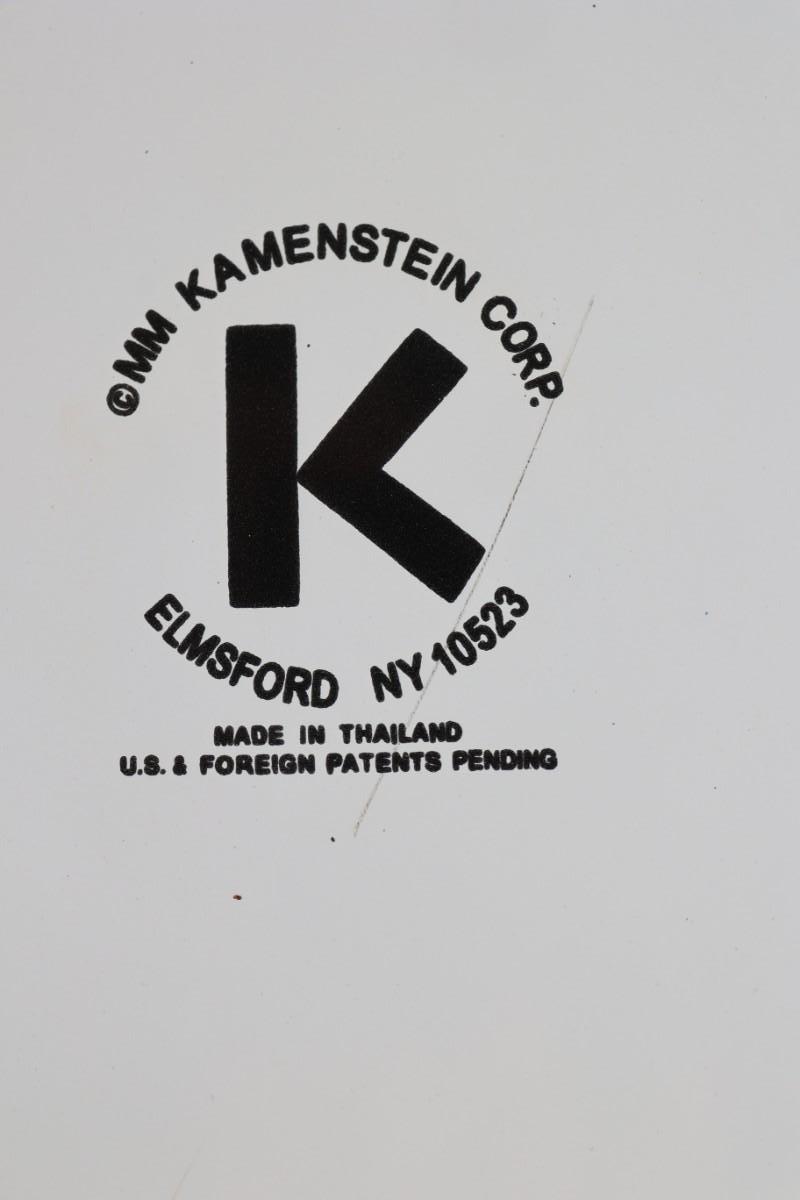 ©MM KAMENSTEIN CORP.
K
ELMSFORD NY 10523
MADE IN THAILAND
U.S. & FOREIGN PATENTS PENDING